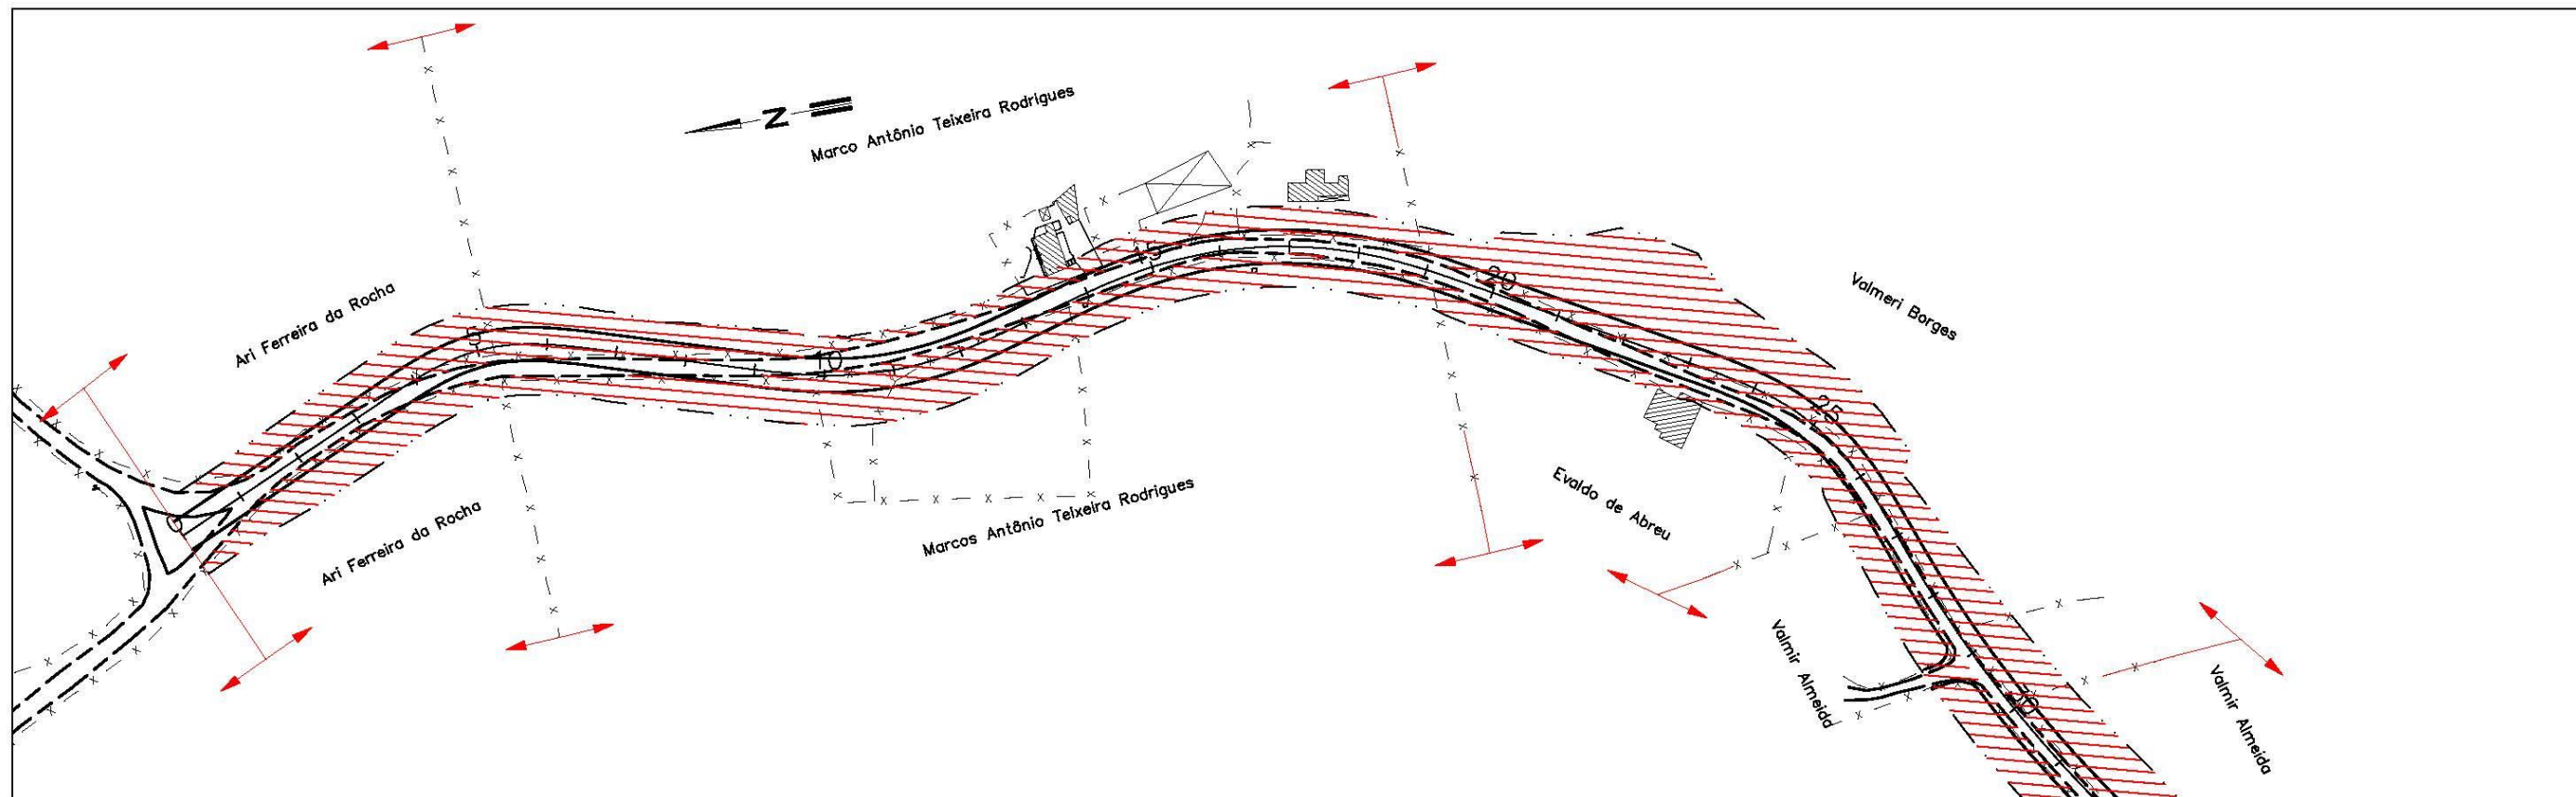 N
Marco Antônio Teixeira Rodrigues
Ari Ferreira da Rocha
Valmeri Borges
5
10
15
20
25
30
0
Ari Ferreira da Rocha
Marcos Antônio Teixeira Rodrigues
Evaldo de Abreu
Valmir Almeida
Valmir Almeida